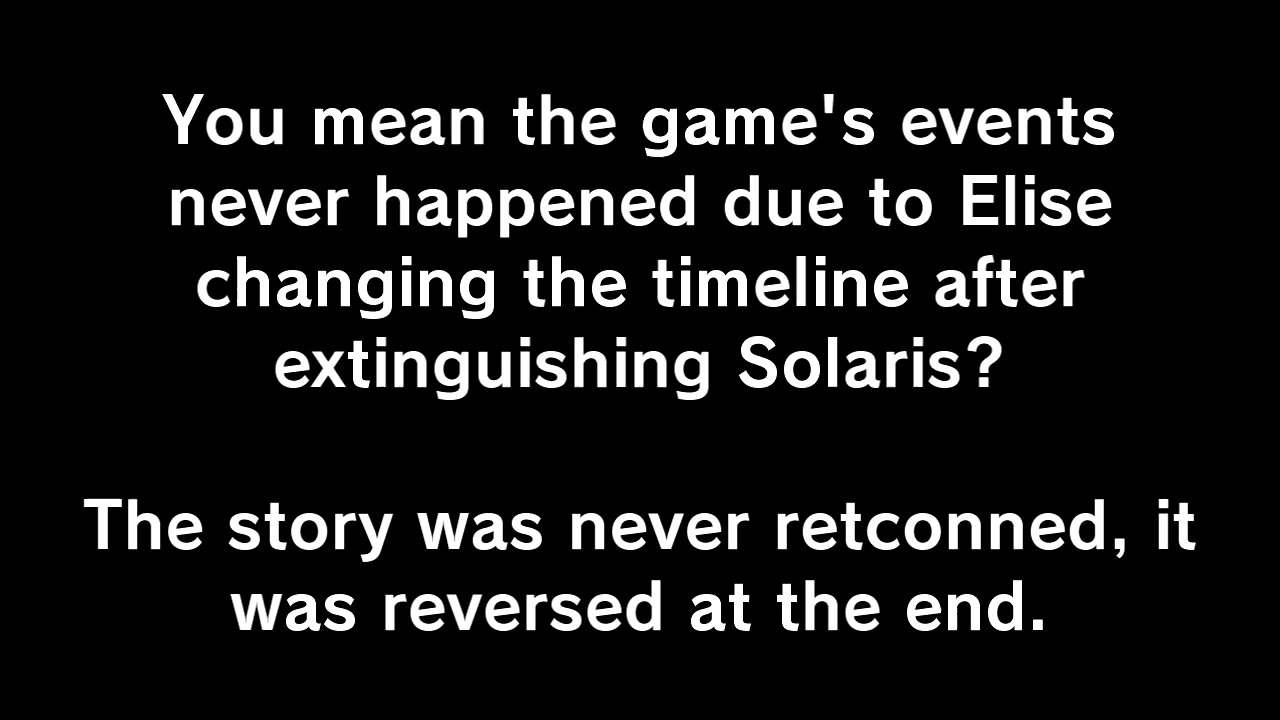 You mean the game's events
never happened due to Elise
changing the timeline after
extinguishing Solaris?
The story was never retconned, it
was reversed at the end.